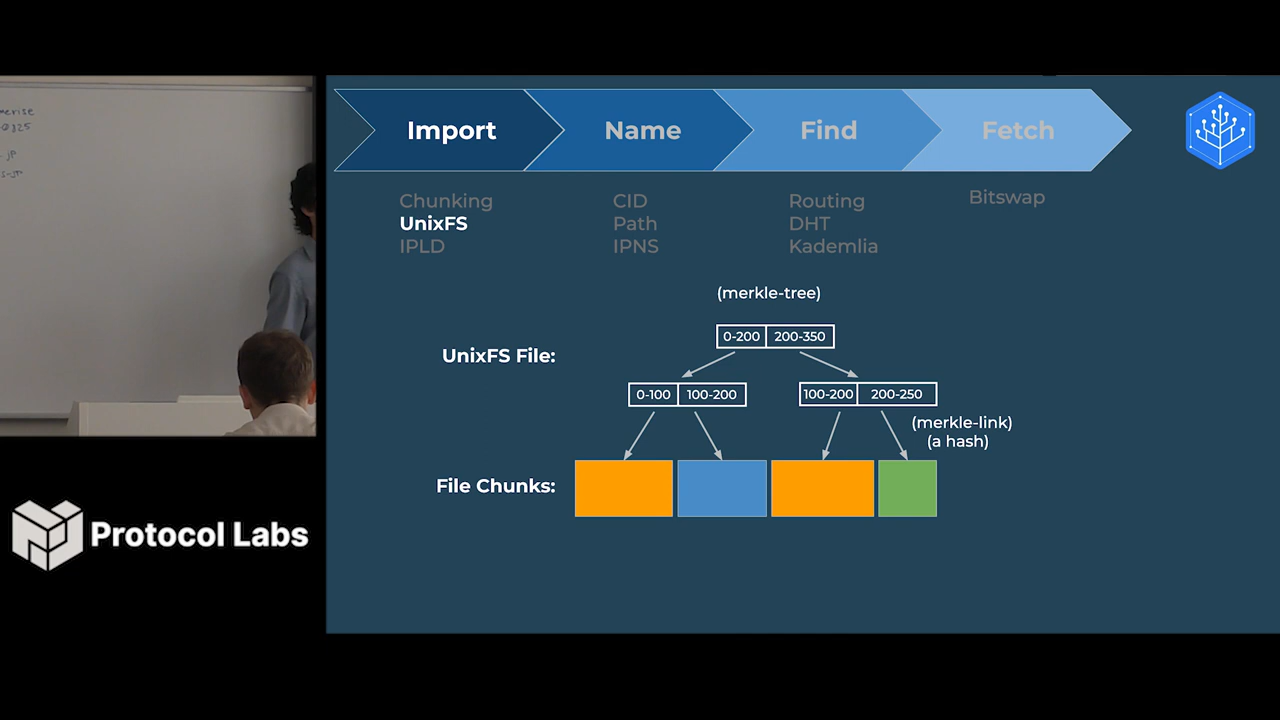 Import
Name
Find
Fetch
Chunking
UnixFS
IPLD
CID
Path
IPNS
Routing
DHT
Kademlia
Bitswap
(merkle-tree)
UnixFS File:
0-200 200-350
0-100 100-200
100-200 200-250
(merkle-link)
(a hash)
File Chunks:
Protocol Labs